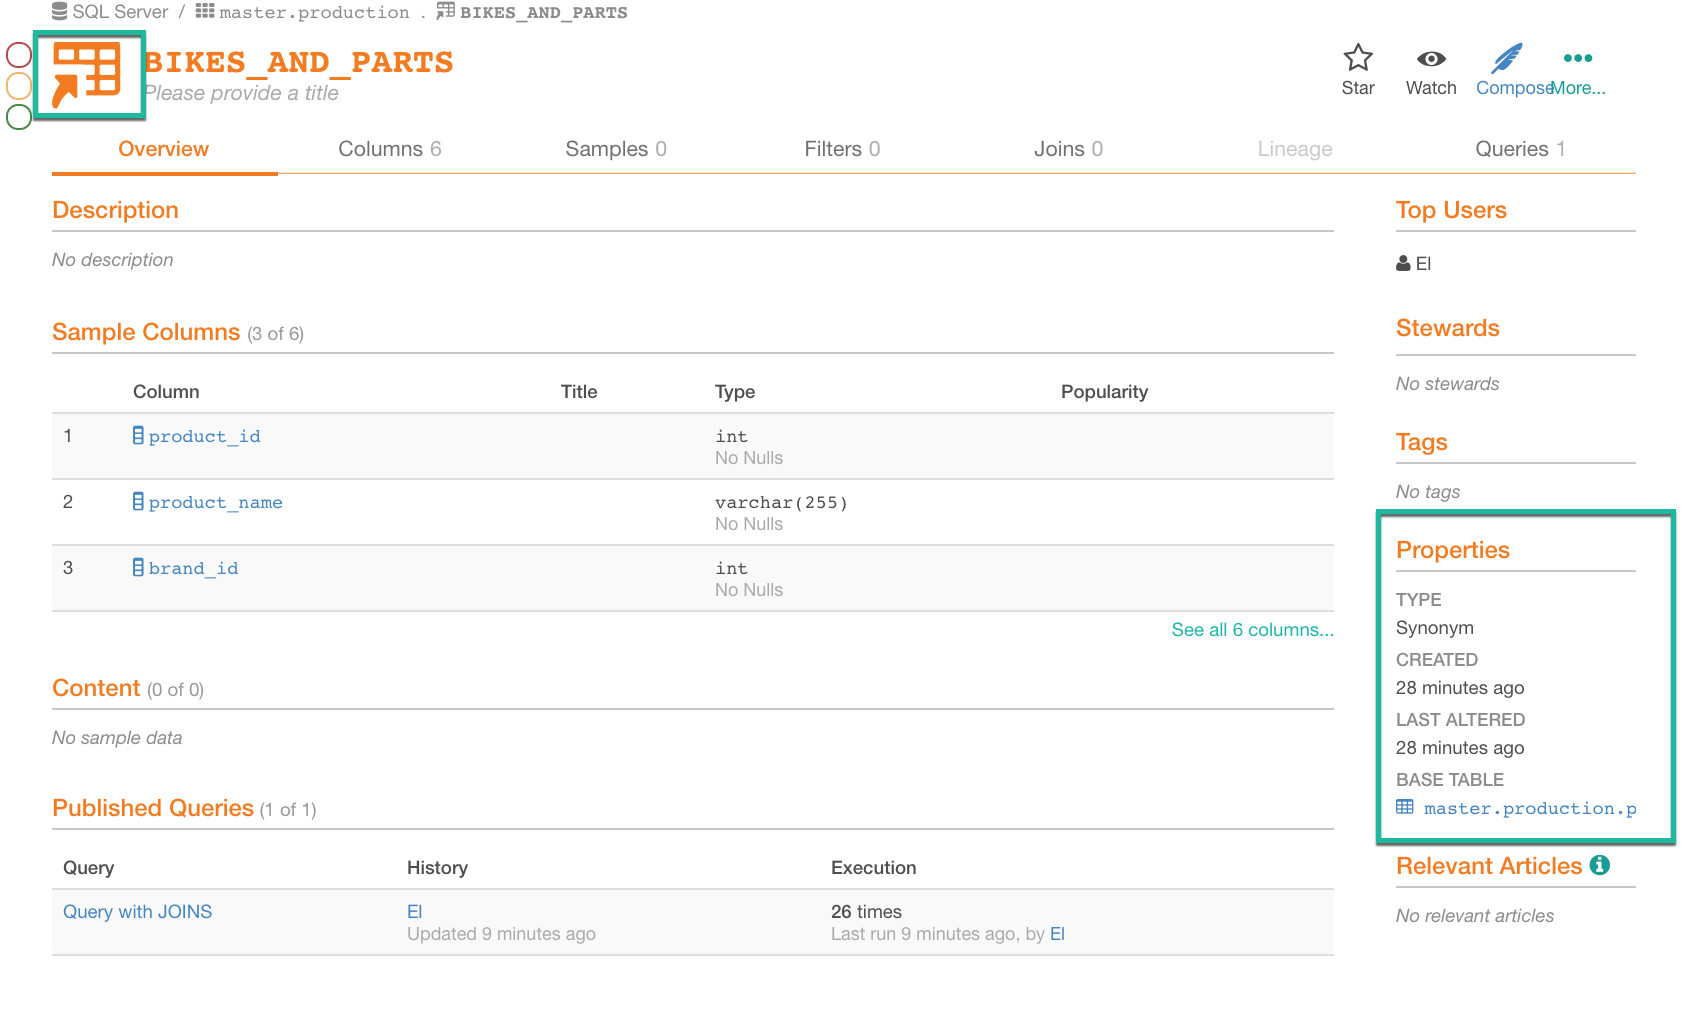 SQL Server / master.production . BIKES_AND_PARTS
BIKES_AND_PARTS
Please provide a title
Star
Watch
Compose
More...
Overview
Columns 6
Samples 0
Filters 0
Joins 0
Lineage
Queries 1
Description
No description
Sample Columns (3 of 6)
Column Title Type Popularity
1 product_id int
No Nulls
2 product_name varchar(255)
No Nulls
3 brand_id int
No Nulls
See all 6 columns...
Content (0 of 0)
No sample data
Published Queries (1 of 1)
Query History Execution
Query with JOINS El 26 times
Updated 9 minutes ago Last run 9 minutes ago, by El
Top Users
El
Stewards
No stewards
Tags
No tags
Properties
TYPE
Synonym
CREATED
28 minutes ago
LAST ALTERED
28 minutes ago
BASE TABLE
master.production.p
Relevant Articles
No relevant articles